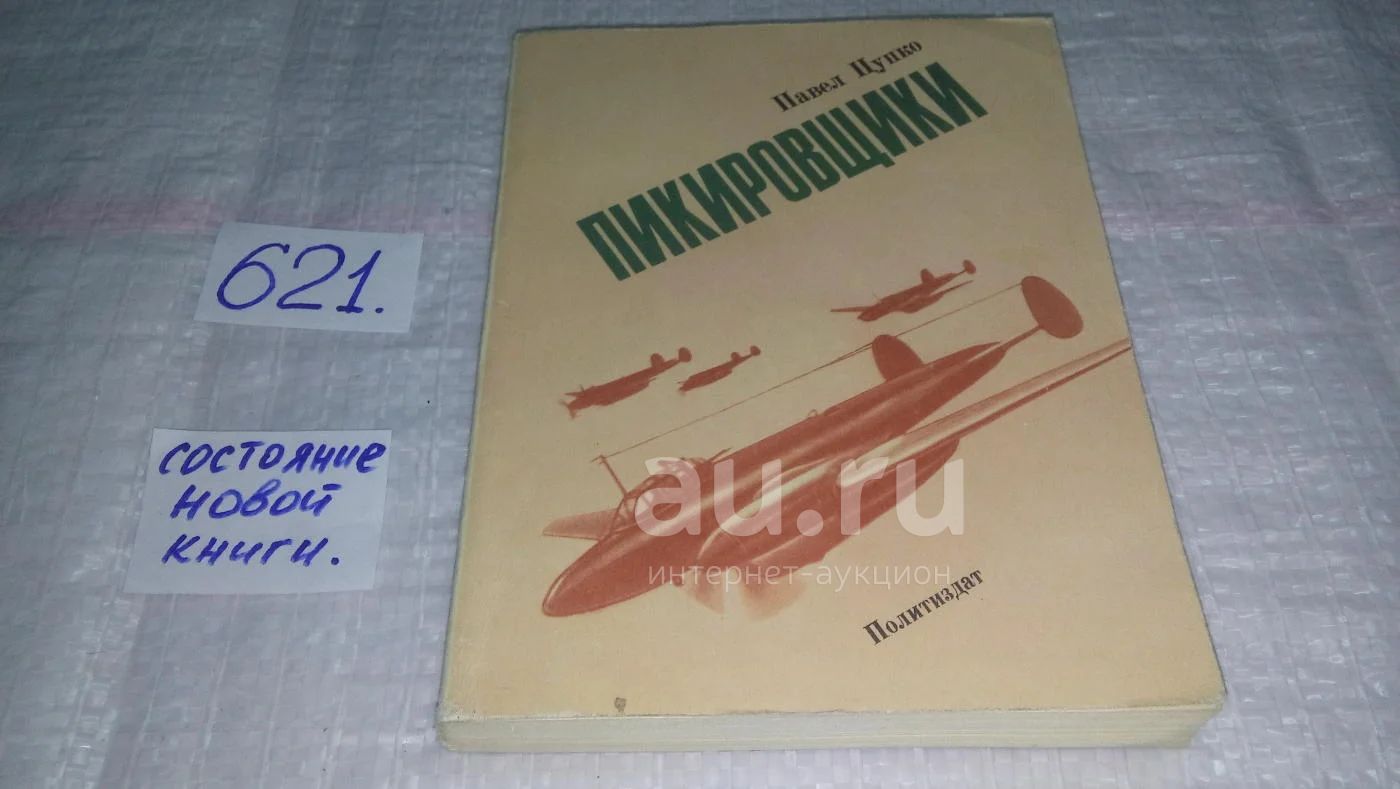 Павел Цупко
ПИКИРОВЩИКИ
621.
состояние
новой
книги.
au.ru
интернет-аукцион
Политиздат